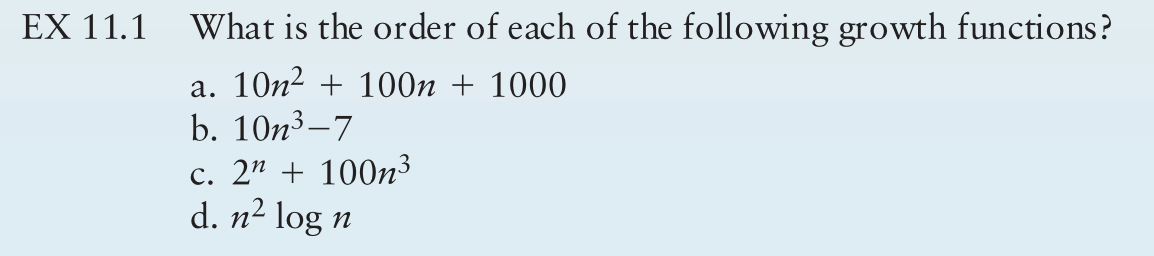 EX 11.1 What is the order of each of the following growth functions?
a. 10n² + 100n + 1000
b. 10n³−7
c. 2ⁿ + 100n³
d. n² log n